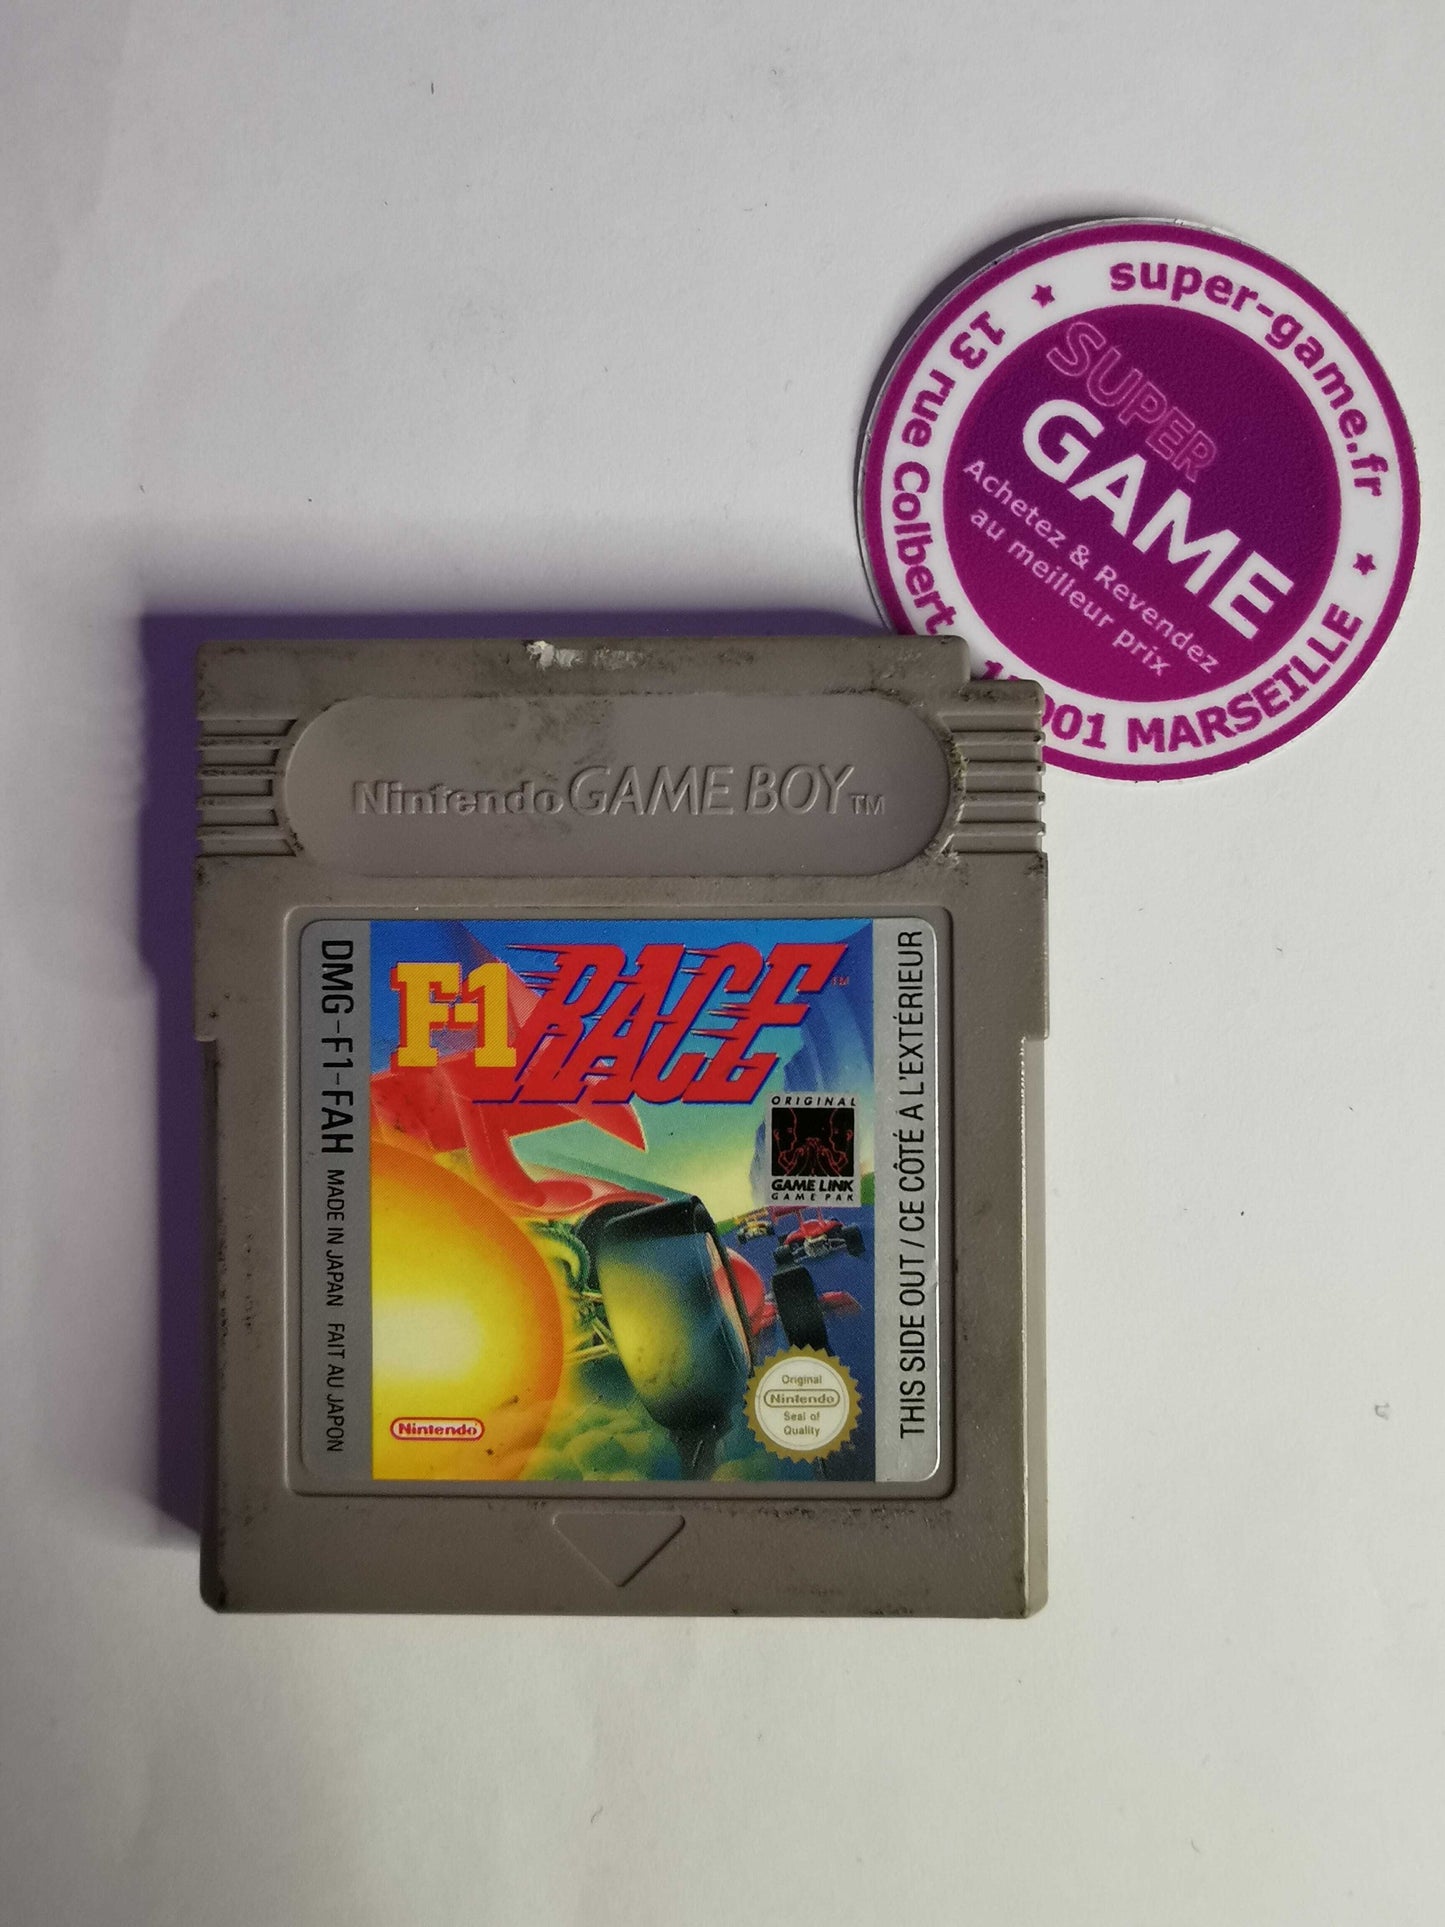 super-game.fr
13 rue Colbert
001 MARSEILLE
SUPER
GAME
Achetez & Revendez
au meilleur prix
Nintendo GAME BOY TM
DMG-F1-FAH MADE IN JAPAN FAIT AU JAPON
F-1 RACE TM
ORIGINAL
GAME LINK
GAME PAK
Nintendo
Original
Nintendo
Seal of
Quality
THIS SIDE OUT / CE CÔTÉ À L'EXTÉRIEUR